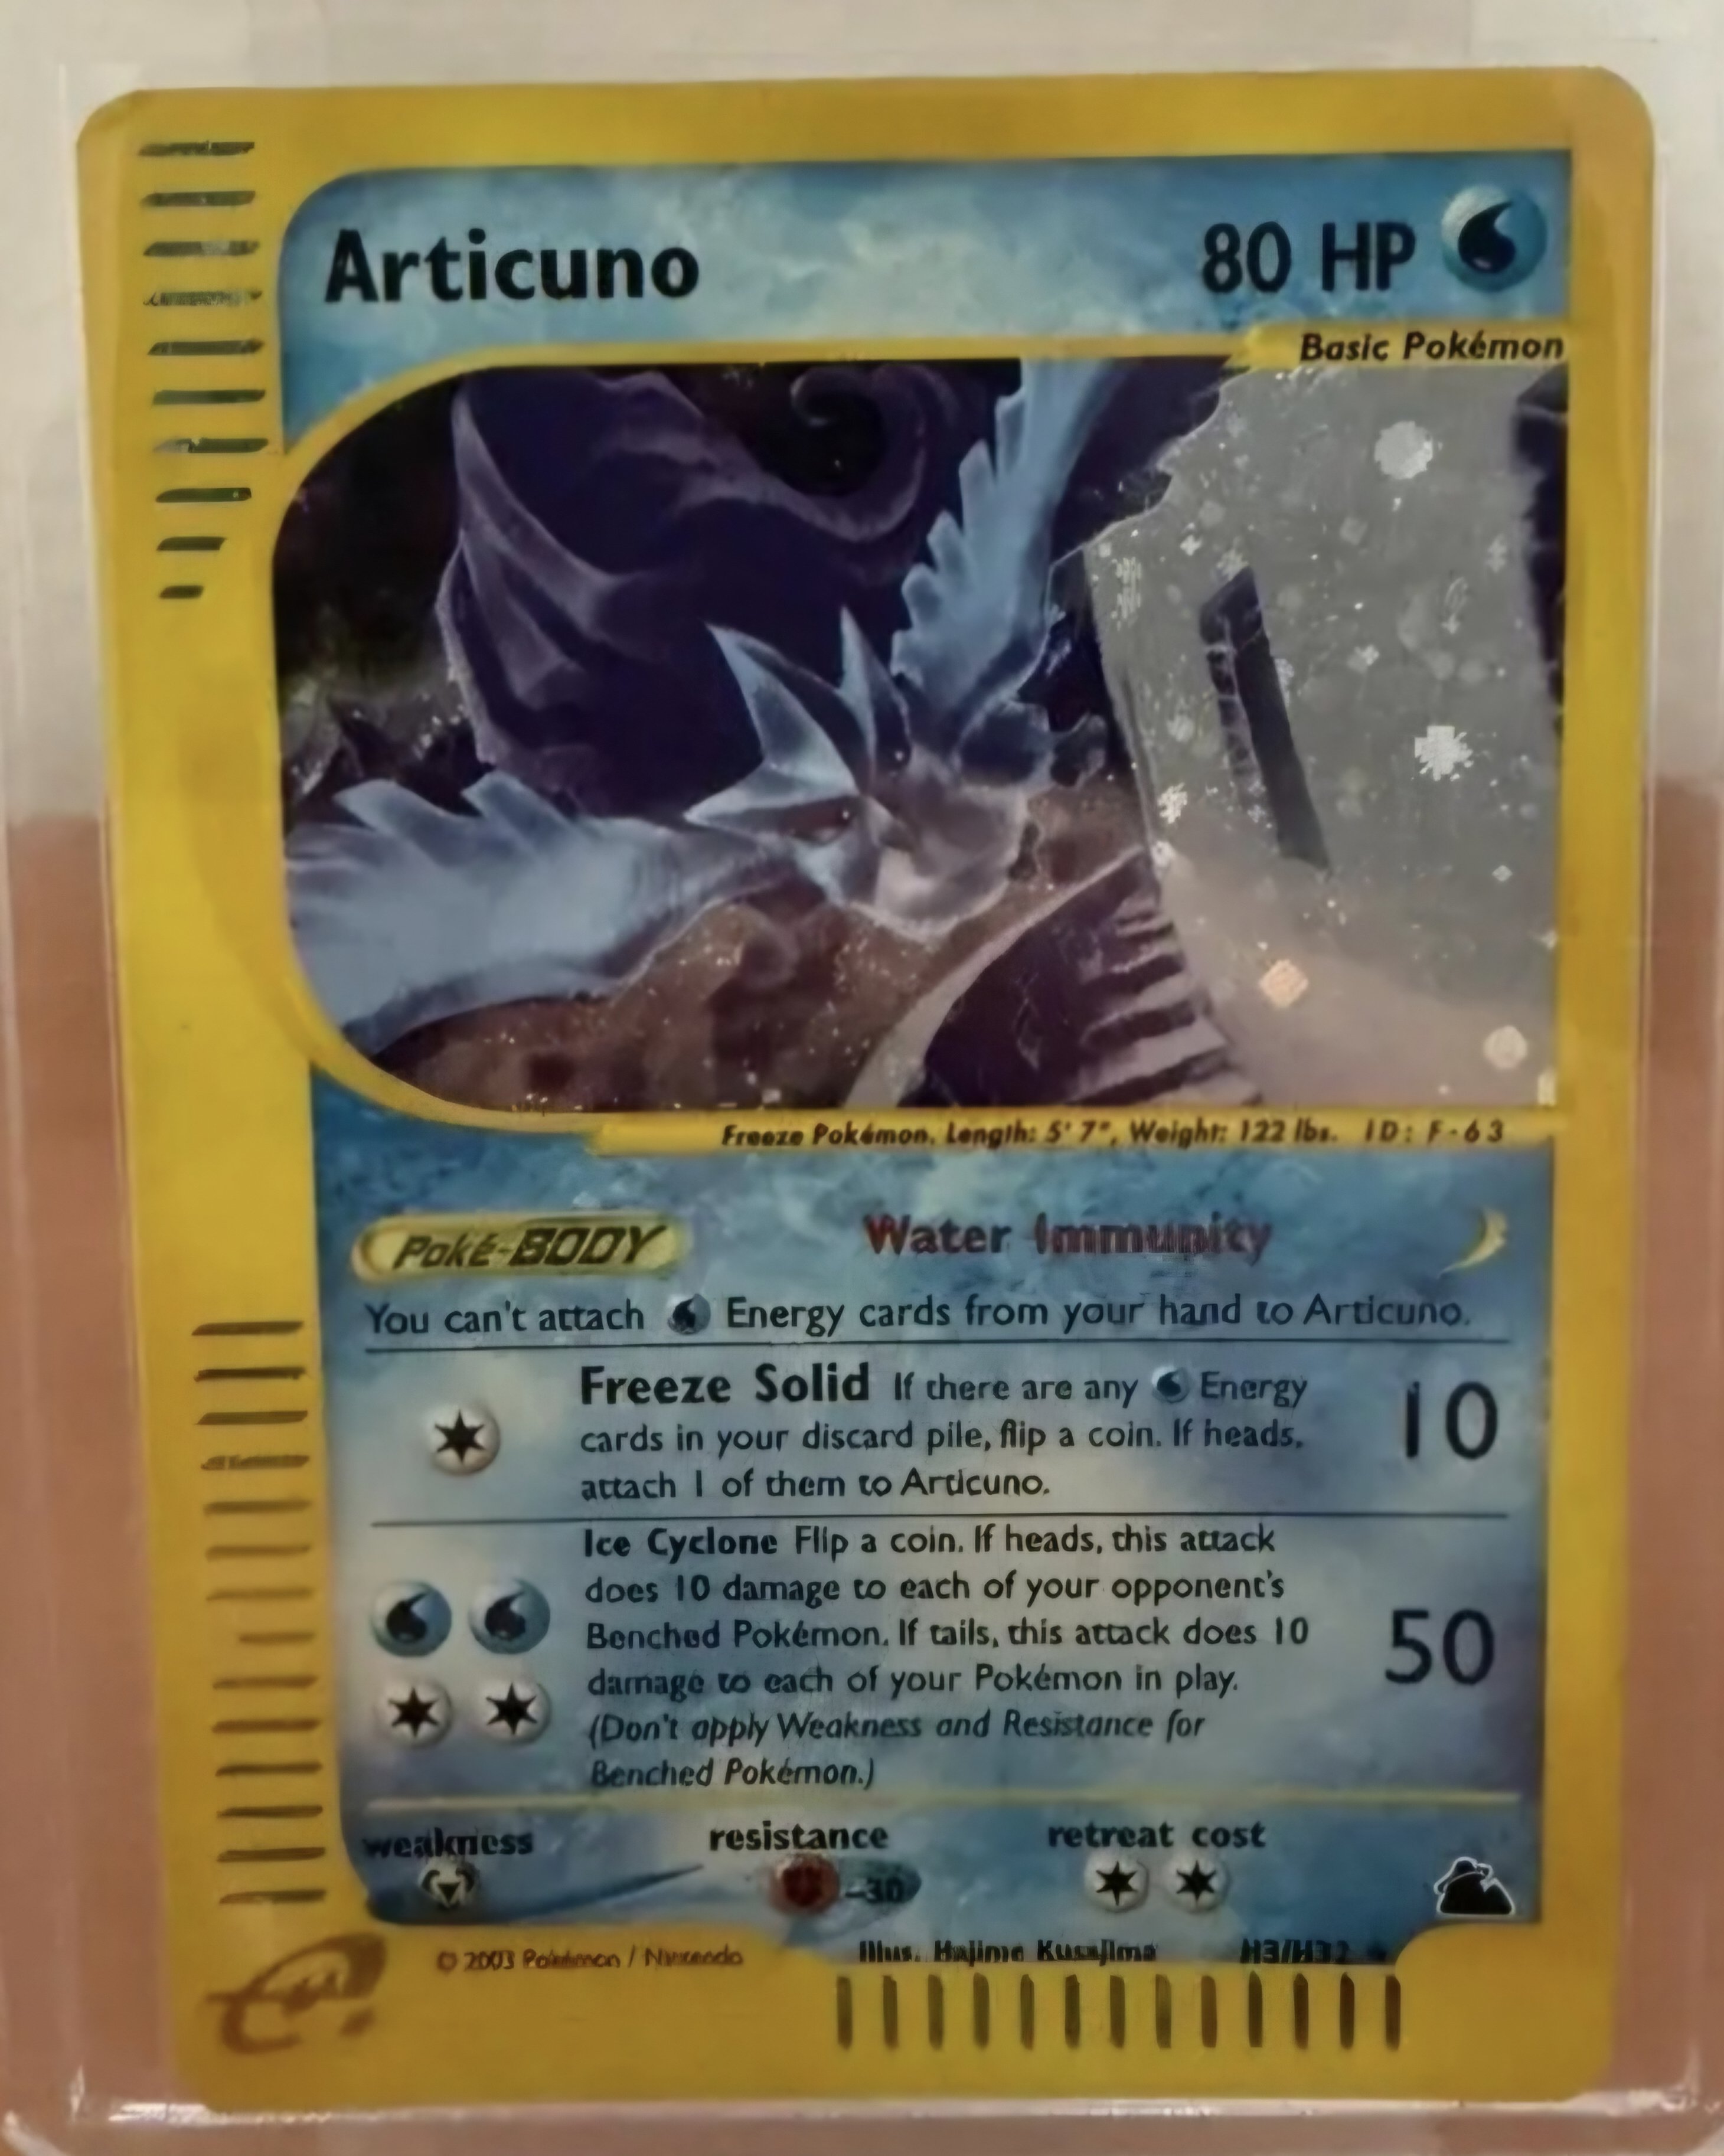 Articuno 80 HP
Basic Pokémon
Freeze Pokémon. Length: 5' 7", Weight: 122 lbs. ID: F-63
Poké-BODY Water Immunity
You can't attach Energy cards from your hand to Articuno.
Freeze Solid If there are any Energy
cards in your discard pile, flip a coin. If heads,
attach 1 of them to Articuno.
10
Ice Cyclone Flip a coin. If heads, this attack
does 10 damage to each of your opponent's
Benched Pokémon. If tails, this attack does 10
damage to each of your Pokémon in play.
(Don't apply Weakness and Resistance for
Benched Pokémon.)
50
weakness resistance retreat cost
-30
© 2003 Pokémon / Nintendo Illus. Hajime Kusajima H3/H32